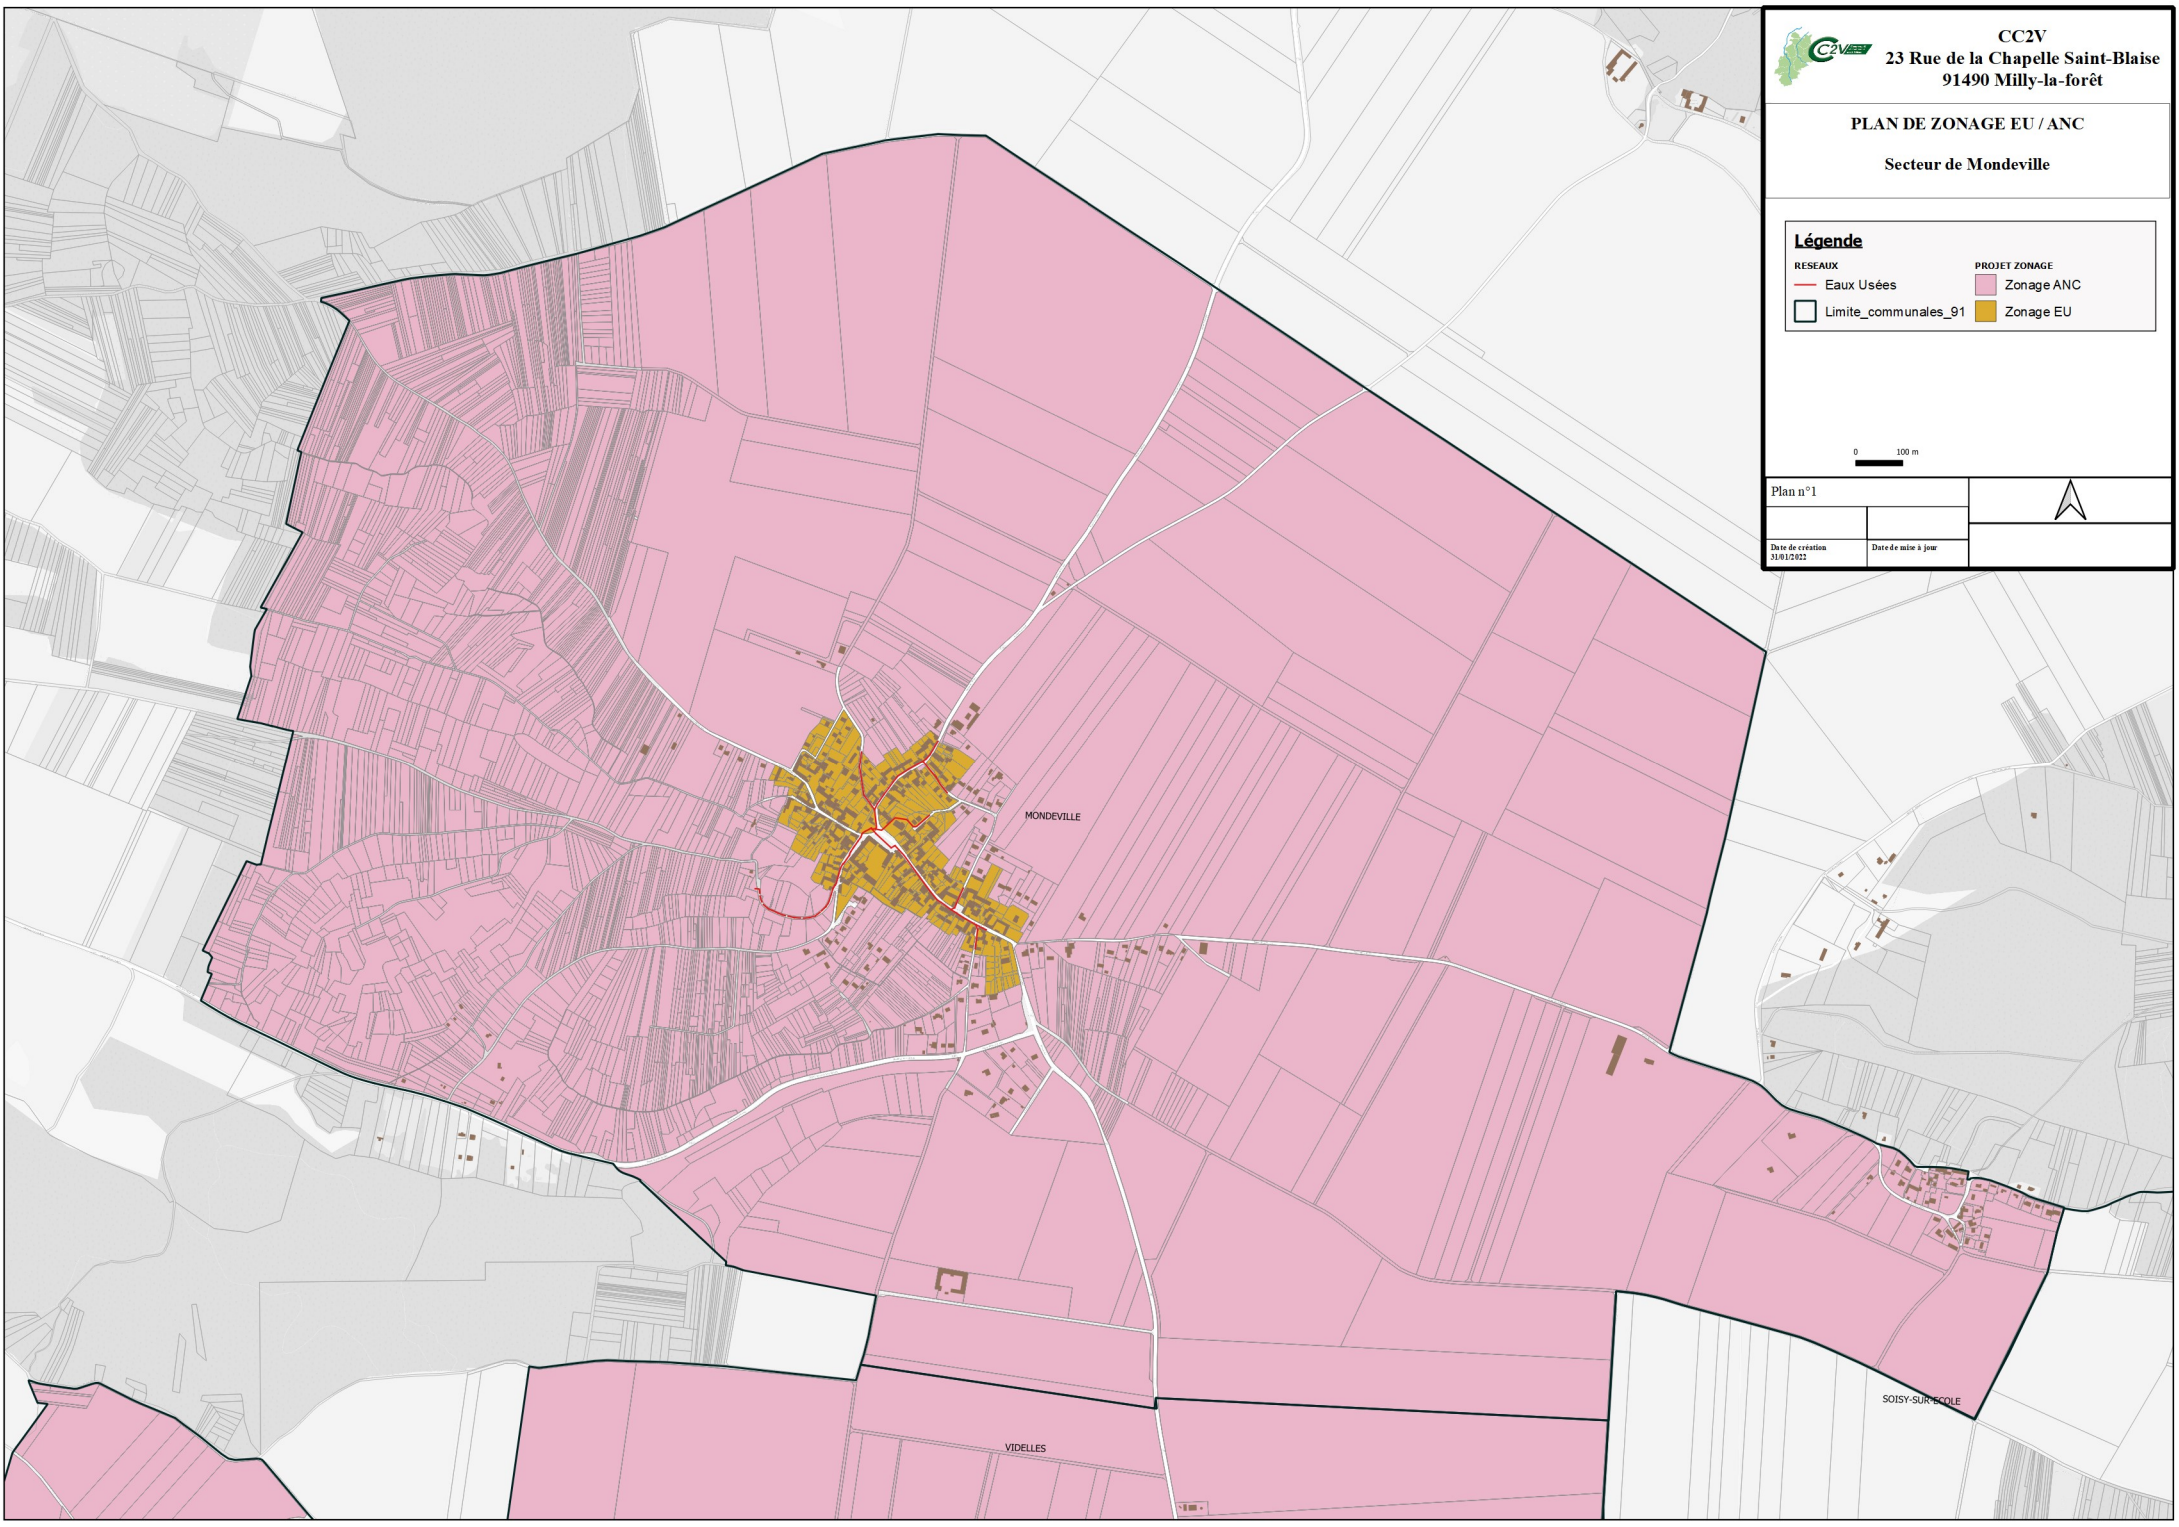 C2V
CC2V
23 Rue de la Chapelle Saint-Blaise
91490 Milly-la-forêt
PLAN DE ZONAGE EU / ANC
Secteur de Mondeville
Légende
RESEAUX
PROJET ZONAGE
Eaux Usées
Zonage ANC
Limite_communales_91
Zonage EU
0 100 m
Plan n°1
Date de création
31/01/2022
Date de mise à jour
MONDEVILLE
SOISY-SUR-ECOLE
VIDELLES